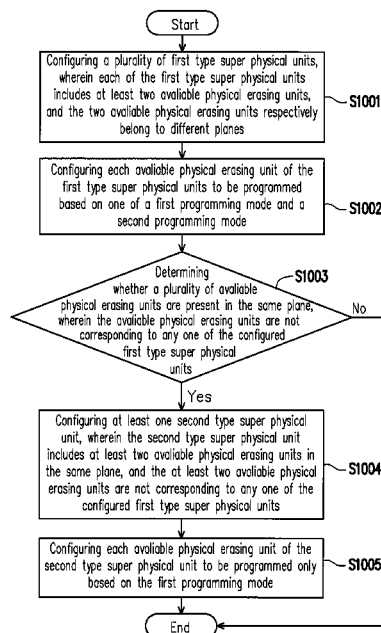 Start
Configuring a plurality of first type super physical
units, wherein each of the first type super physical units
includes at least two avaliable physical erasing units,
and the two avaliable physical erasing units respectively
belong to different planes
S1001
Configuring each avaliable physical erasing unit of the
first type super physical units to be programmed
based on one of a first programming mode and a
second programming mode
S1002
S1003
Determining
whether a plurality of avaliable
physical erasing units are present in the same plane,
wherein the avaliable physical erasing units are not
corresponding to any one of the configured
first type super physical
units
No
Yes
Configuring at least one second type super physical
unit, wherein the second type super physical unit
includes at least two avaliable physical erasing units in
the same plane, and the at least two avaliable physical
erasing units are not corresponding to any one of the
configured first type super physical units
S1004
Configuring each avaliable physical erasing unit of the
second type super physical unit to be programmed only
based on the first programming mode
S1005
End